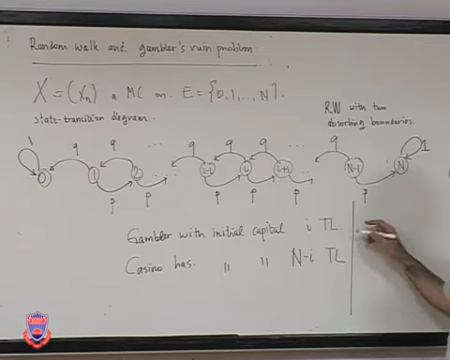 Random walk and gambler's ruin problem.
X = (Xn) a MC on E = {0,1,...,N}.
state-transition diagram.
RW with two
absorbing boundaries.
1 q q ... q q q ... q 1
0 1 2 i-1 i i+1 N-1 N
p p p p p p
Gambler with initial capital i TL
Casino has " " N-i TL